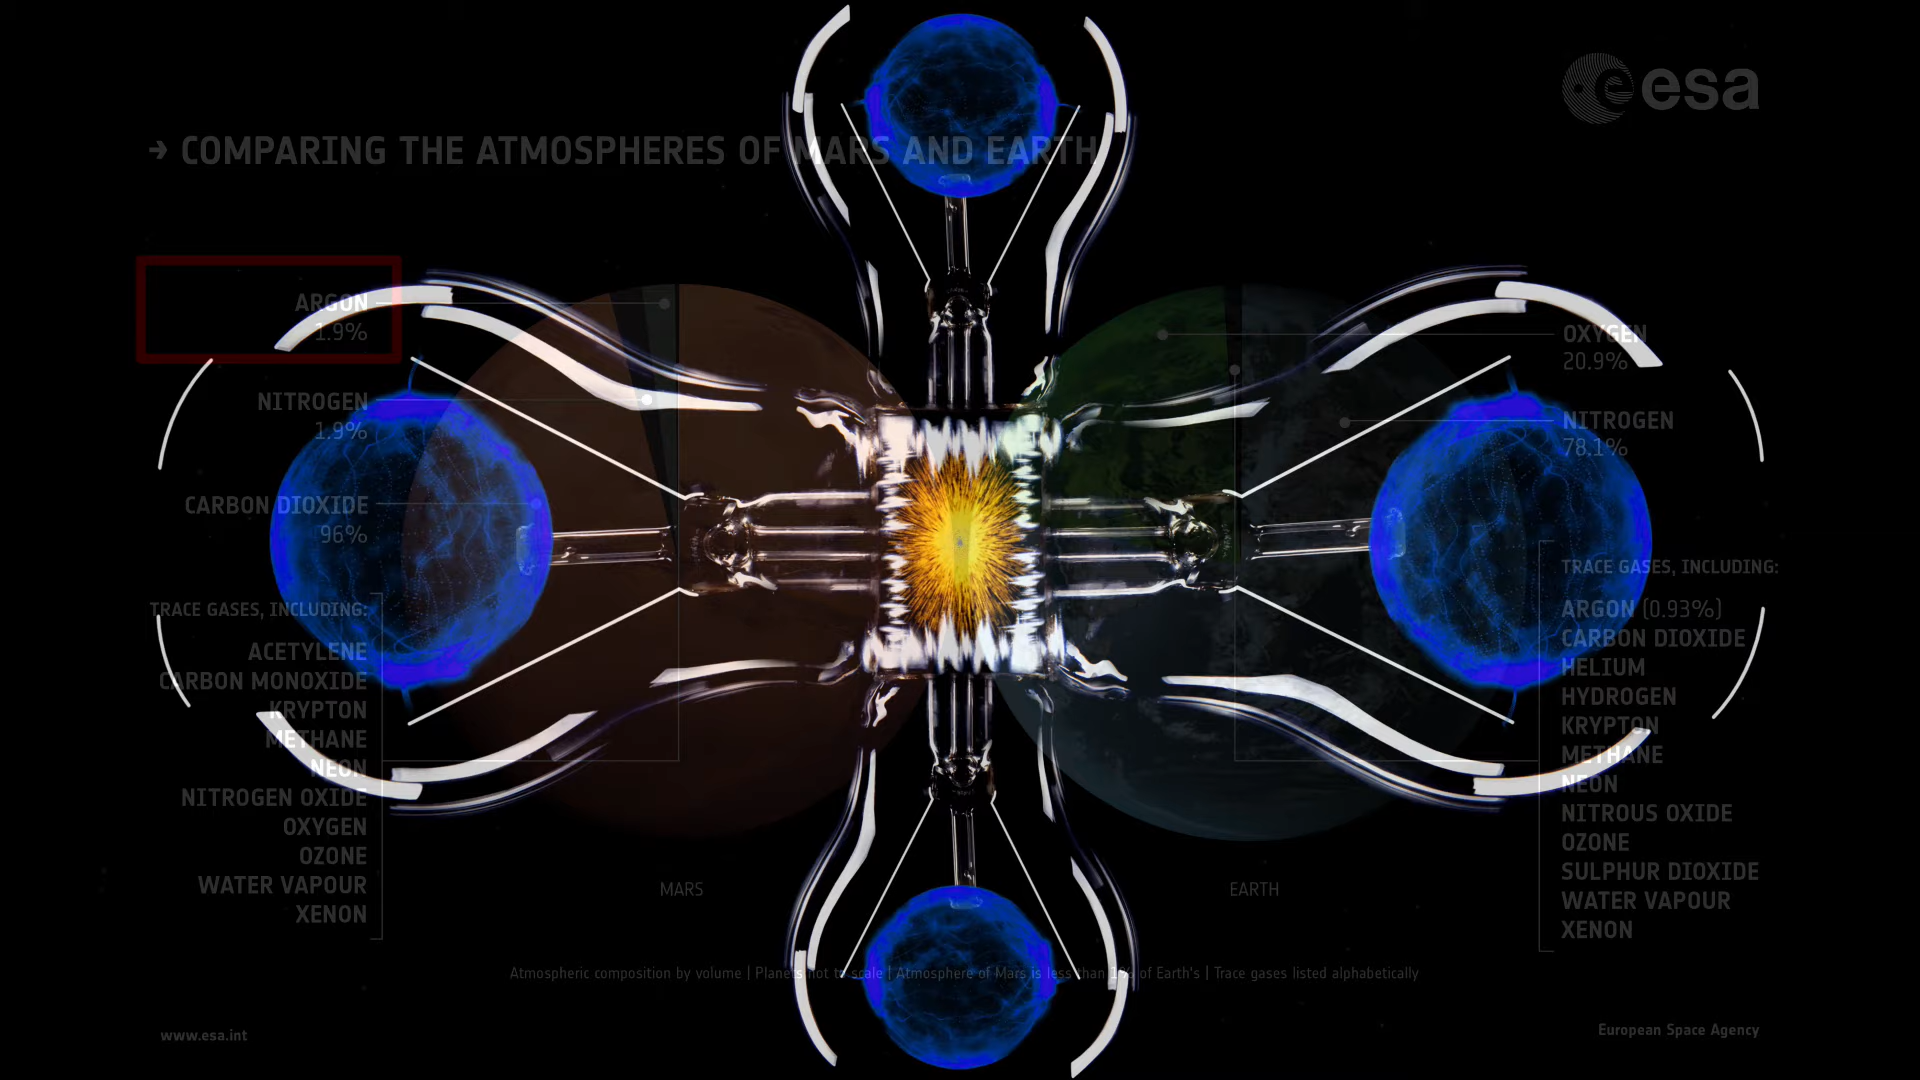 esa
→ COMPARING THE ATMOSPHERES OF MARS AND EARTH
ARGON
1.9%
NITROGEN
1.9%
CARBON DIOXIDE
96%
TRACE GASES, INCLUDING:
ACETYLENE
CARBON MONOXIDE
KRYPTON
METHANE
NEON
NITROGEN OXIDE
OXYGEN
OZONE
WATER VAPOUR
XENON
MARS
OXYGEN
20.9%
NITROGEN
78.1%
TRACE GASES, INCLUDING:
ARGON (0.93%)
CARBON DIOXIDE
HELIUM
HYDROGEN
KRYPTON
METHANE
NEON
NITROUS OXIDE
OZONE
SULPHUR DIOXIDE
WATER VAPOUR
XENON
EARTH
Atmospheric composition by volume | Planets not to scale | Atmosphere of Mars is less than 1% of Earth's | Trace gases listed alphabetically
www.esa.int
European Space Agency